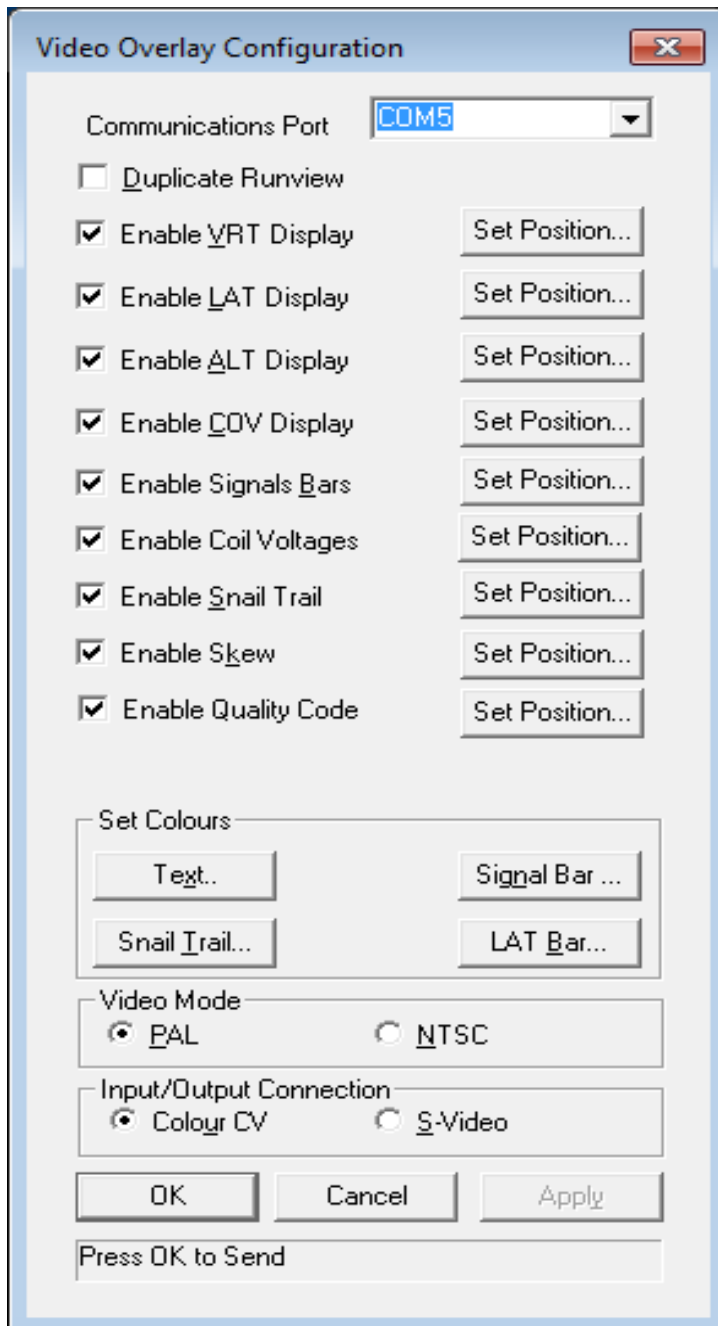 Video Overlay Configuration
Communications Port COM5
Duplicate Runview
Enable VRT Display Set Position...
Enable LAT Display Set Position...
Enable ALT Display Set Position...
Enable COV Display Set Position...
Enable Signals Bars Set Position...
Enable Coil Voltages Set Position...
Enable Snail Trail Set Position...
Enable Skew Set Position...
Enable Quality Code Set Position...
Set Colours
Text.. Signal Bar ...
Snail Trail... LAT Bar...
Video Mode
PAL NTSC
Input/Output Connection
Colour CV S-Video
OK Cancel Apply
Press OK to Send